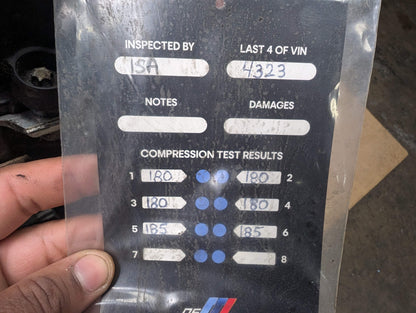 INSPECTED BY LAST 4 OF VIN
ISA 4323
NOTES DAMAGES
COMPRESSION TEST RESULTS
1 180 180 2
3 180 180 4
5 185 185 6
7 8